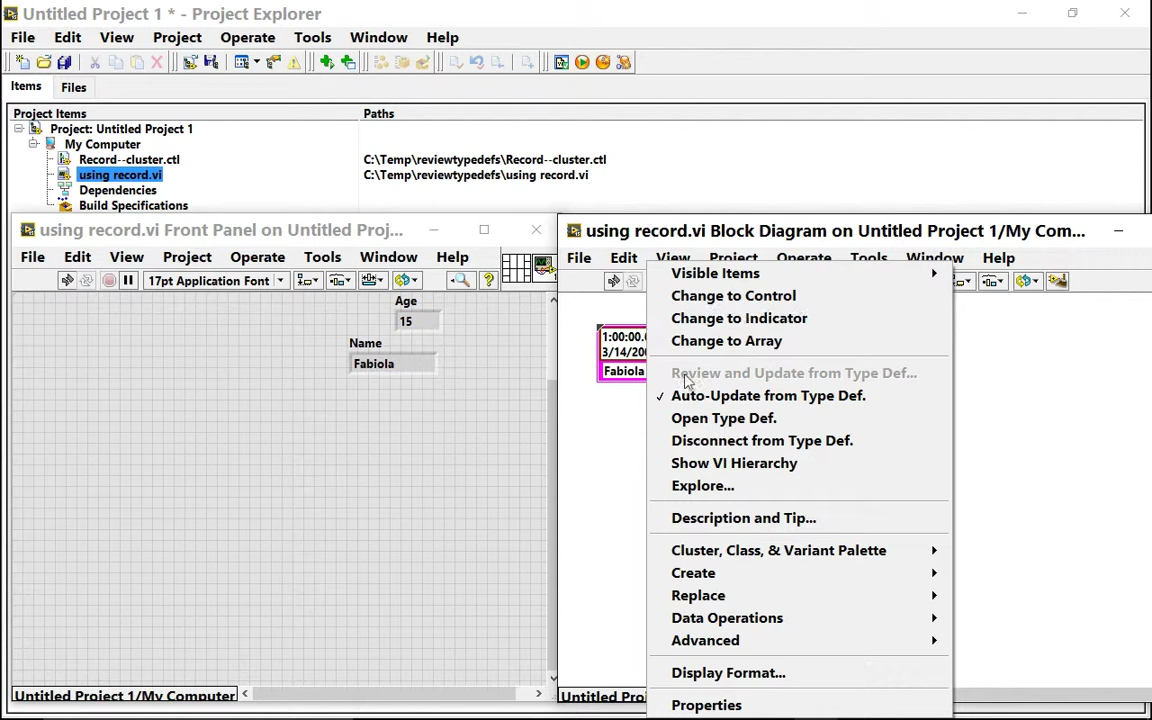 Untitled Project 1 * - Project Explorer
File Edit View Project Operate Tools Window Help
Items Files
Project Items Paths
Project: Untitled Project 1
My Computer
Record--cluster.ctl C:\Temp\reviewtypedefs\Record--cluster.ctl
using record.vi C:\Temp\reviewtypedefs\using record.vi
Dependencies
Build Specifications
using record.vi Front Panel on Untitled Proj...
File Edit View Project Operate Tools Window Help
17pt Application Font
Age
15
Name
Fabiola
Untitled Project 1/My Computer
using record.vi Block Diagram on Untitled Project 1/My Com...
File Edit View Project Operate Tools Window Help
1:00:00.
3/14/20
Fabiola
Visible Items
Change to Control
Change to Indicator
Change to Array
Review and Update from Type Def...
Auto-Update from Type Def.
Open Type Def.
Disconnect from Type Def.
Show VI Hierarchy
Explore...
Description and Tip...
Cluster, Class, & Variant Palette
Create
Replace
Data Operations
Advanced
Display Format...
Properties
Untitled Proj